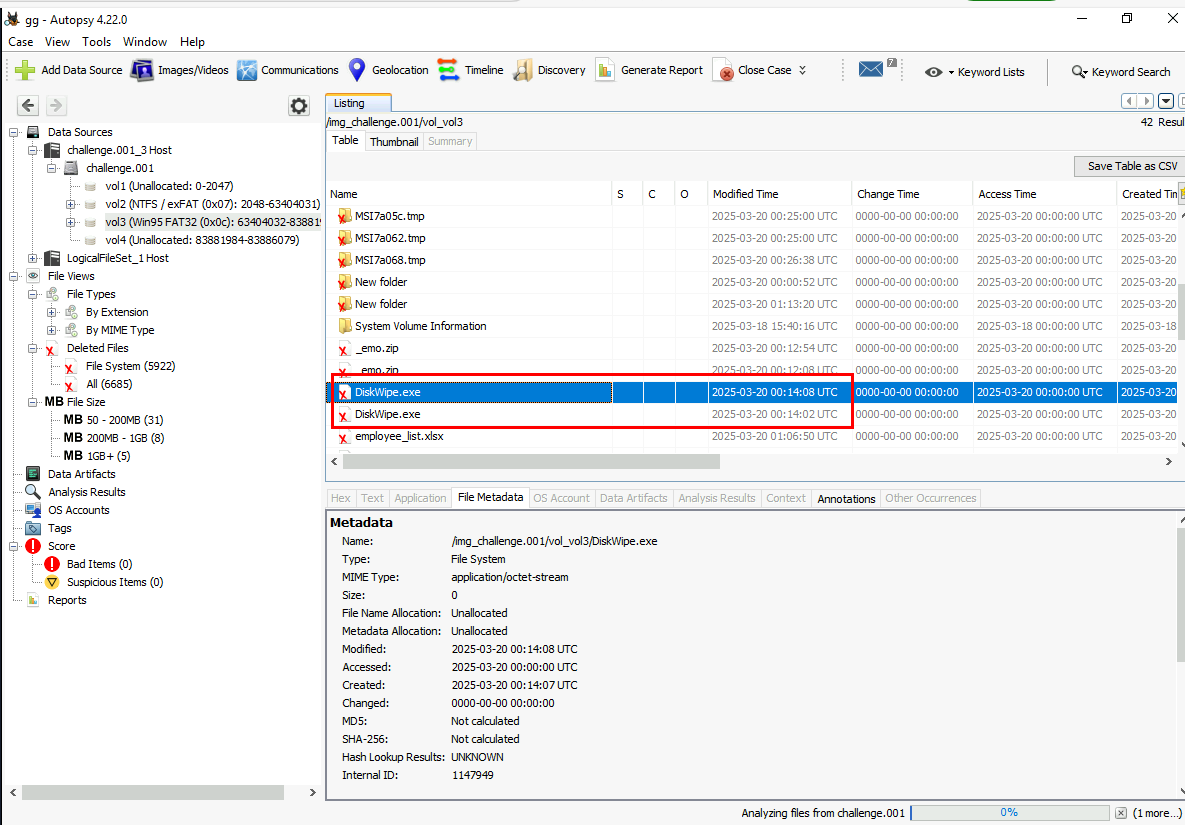 gg - Autopsy 4.22.0
Case View Tools Window Help
Add Data Source Images/Videos Communications Geolocation Timeline Discovery Generate Report Close Case 7 Keyword Lists Keyword Search
Listing
/img_challenge.001/vol_vol3 42 Resul
Table Thumbnail Summary
Save Table as CSV
Data Sources
challenge.001_3 Host
challenge.001
vol1 (Unallocated: 0-2047)
vol2 (NTFS / exFAT (0x07): 2048-63404031)
vol3 (Win95 FAT32 (0x0c): 63404032-838819
vol4 (Unallocated: 83881984-83886079)
LogicalFileSet_1 Host
File Views
File Types
By Extension
By MIME Type
Deleted Files
File System (5922)
All (6685)
MB File Size
MB 50 - 200MB (31)
MB 200MB - 1GB (8)
MB 1GB+ (5)
Data Artifacts
Analysis Results
OS Accounts
Tags
Score
Bad Items (0)
Suspicious Items (0)
Reports
Name S C O Modified Time Change Time Access Time Created Tim
MSI7a05c.tmp 2025-03-20 00:25:00 UTC 0000-00-00 00:00:00 2025-03-20 00:00:00 UTC 2025-03-20
MSI7a062.tmp 2025-03-20 00:25:00 UTC 0000-00-00 00:00:00 2025-03-20 00:00:00 UTC 2025-03-20
MSI7a068.tmp 2025-03-20 00:26:38 UTC 0000-00-00 00:00:00 2025-03-20 00:00:00 UTC 2025-03-20
New folder 2025-03-20 00:00:52 UTC 0000-00-00 00:00:00 2025-03-20 00:00:00 UTC 2025-03-20
New folder 2025-03-20 01:13:20 UTC 0000-00-00 00:00:00 2025-03-20 00:00:00 UTC 2025-03-20
System Volume Information 2025-03-18 15:40:16 UTC 0000-00-00 00:00:00 2025-03-18 00:00:00 UTC 2025-03-18
_emo.zip 2025-03-20 00:12:54 UTC 0000-00-00 00:00:00 2025-03-20 00:00:00 UTC 2025-03-20
_emo.zip 2025-03-20 00:12:08 UTC 0000-00-00 00:00:00 2025-03-20 00:00:00 UTC 2025-03-20
DiskWipe.exe 2025-03-20 00:14:08 UTC 0000-00-00 00:00:00 2025-03-20 00:00:00 UTC 2025-03-20
DiskWipe.exe 2025-03-20 00:14:02 UTC 0000-00-00 00:00:00 2025-03-20 00:00:00 UTC 2025-03-20
employee_list.xlsx 2025-03-20 01:06:50 UTC 0000-00-00 00:00:00 2025-03-20 00:00:00 UTC 2025-03-20
Hex Text Application File Metadata OS Account Data Artifacts Analysis Results Context Annotations Other Occurrences
Metadata
Name: /img_challenge.001/vol_vol3/DiskWipe.exe
Type: File System
MIME Type: application/octet-stream
Size: 0
File Name Allocation: Unallocated
Metadata Allocation: Unallocated
Modified: 2025-03-20 00:14:08 UTC
Accessed: 2025-03-20 00:00:00 UTC
Created: 2025-03-20 00:14:07 UTC
Changed: 0000-00-00 00:00:00
MD5: Not calculated
SHA-256: Not calculated
Hash Lookup Results: UNKNOWN
Internal ID: 1147949
Analyzing files from challenge.001 0% (1 more...)